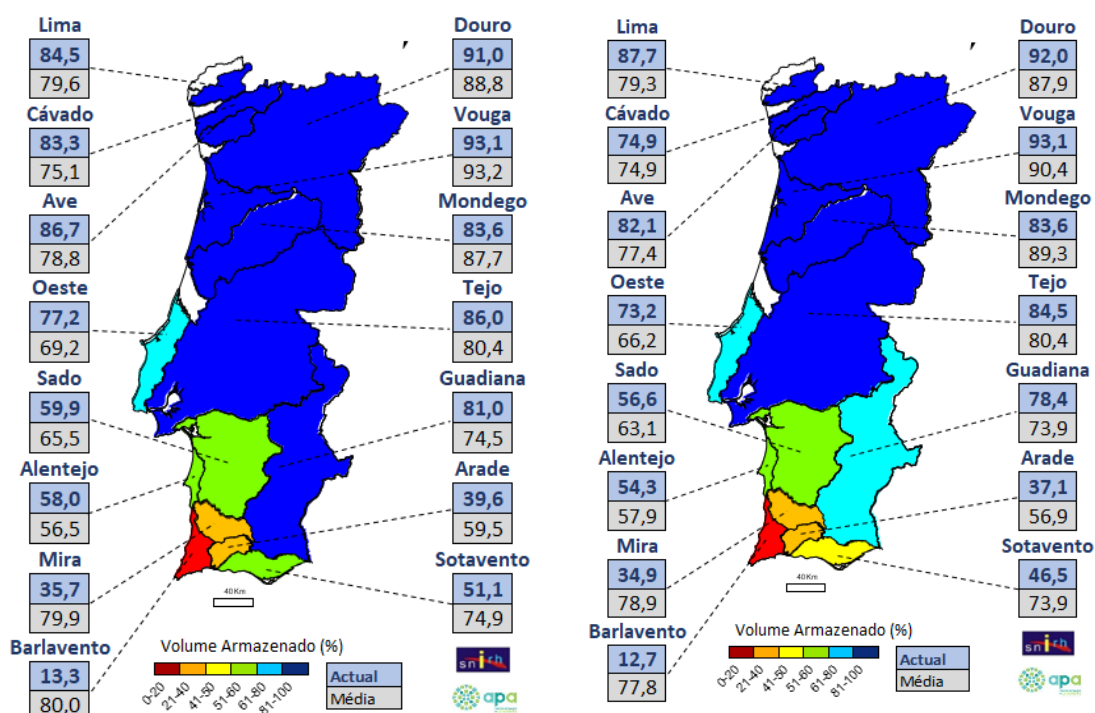 Lima
84,5
79,6
Cávado
83,3
75,1
Ave
86,7
78,8
Oeste
77,2
69,2
Sado
59,9
65,5
Alentejo
58,0
56,5
Mira
35,7
79,9
Barlavento
13,3
80,0
Douro
91,0
88,8
Vouga
93,1
93,2
Mondego
83,6
87,7
Tejo
86,0
80,4
Guadiana
81,0
74,5
Arade
39,6
59,5
Sotavento
51,1
74,9
40 Km
Volume Armazenado (%)
0-20
21-40
41-50
51-60
61-80
81-100
Actual
Média
snirh
apa
Lima
87,7
79,3
Cávado
74,9
74,9
Ave
82,1
77,4
Oeste
73,2
66,2
Sado
56,6
63,1
Alentejo
54,3
57,9
Mira
34,9
78,9
Barlavento
12,7
77,8
Douro
92,0
87,9
Vouga
93,1
90,4
Mondego
83,6
89,3
Tejo
84,5
80,4
Guadiana
78,4
73,9
Arade
37,1
56,9
Sotavento
46,5
73,9
40 Km
Volume Armazenado (%)
0-20
21-40
41-50
51-60
61-80
81-100
Actual
Média
snirh
apa